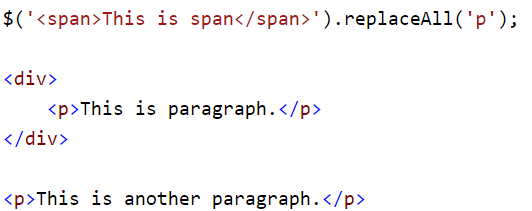 $('<span>This is span</span>').replaceAll('p');
<div>
    <p>This is paragraph.</p>
</div>
<p>This is another paragraph.</p>